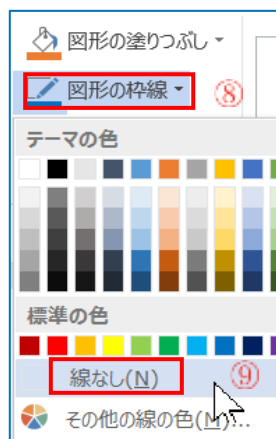 図形の塗りつぶし
図形の枠線 ⑧
テーマの色
標準の色
線なし(N) ⑨
その他の線の色(M)...